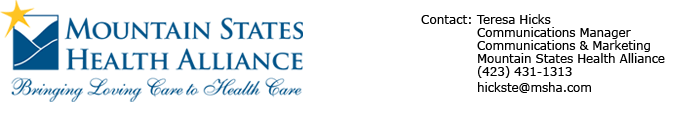 MOUNTAIN STATES
HEALTH ALLIANCE
Bringing Loving Care to Health Care
Contact: Teresa Hicks
Communications Manager
Communications & Marketing
Mountain States Health Alliance
(423) 431-1313
hickste@msha.com